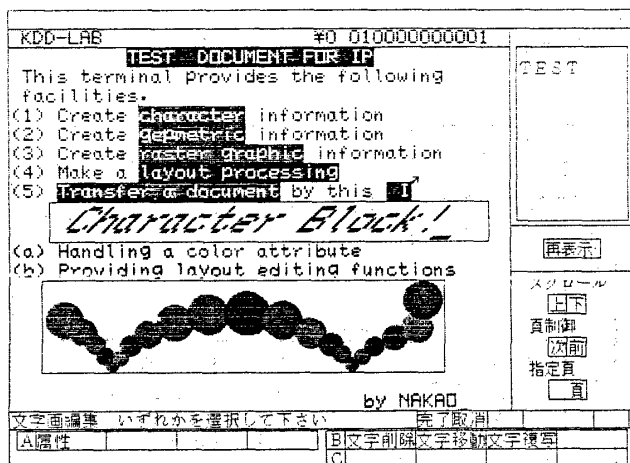 KDD-LAB ¥0 010000000001
TEST DOCUMENT FOR IP
This terminal provides the following
facilities.
(1) Create character information
(2) Create geometric information
(3) Create raster graphic information
(4) Make a layout processing
(5) Transfer a document by this I
Character Block!_
(a) Handling a color attribute
(b) Providing layout editing functions
by NAKAO
TEST
再表示
スクロール
上下
頁制御
次前
指定頁
頁
文字画編集 いずれかを選択して下さい 完了取消
A属性 B文字削除文字移動文字複写
C